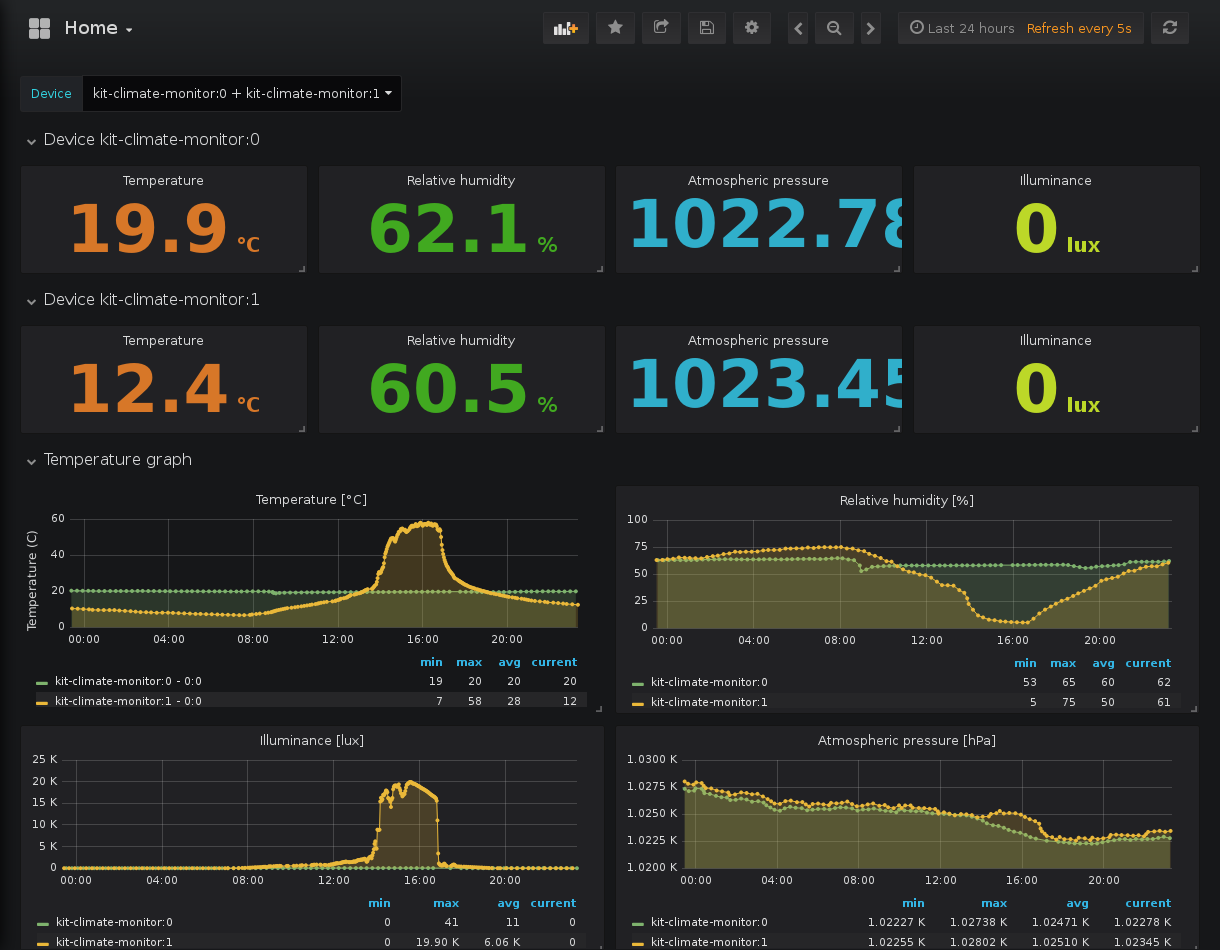 Home
Last 24 hours Refresh every 5s
Device kit-climate-monitor:0 + kit-climate-monitor:1
Device kit-climate-monitor:0
Temperature Relative humidity Atmospheric pressure Illuminance
19.9 °C 62.1 % 1022.78 0 lux
Device kit-climate-monitor:1
Temperature Relative humidity Atmospheric pressure Illuminance
12.4 °C 60.5 % 1023.45 0 lux
Temperature graph
Temperature [°C]
Temperature (C)
60
40
20
0
00:00 04:00 08:00 12:00 16:00 20:00
min max avg current
kit-climate-monitor:0 - 0:0 19 20 20 20
kit-climate-monitor:1 - 0:0 7 58 28 12
Relative humidity [%]
100
75
50
25
0
00:00 04:00 08:00 12:00 16:00 20:00
min max avg current
kit-climate-monitor:0 53 65 60 62
kit-climate-monitor:1 5 75 50 61
Illuminance [lux]
25 K
20 K
15 K
10 K
5 K
0
00:00 04:00 08:00 12:00 16:00 20:00
min max avg current
kit-climate-monitor:0 0 41 11 0
kit-climate-monitor:1 0 19.90 K 6.06 K 0
Atmospheric pressure [hPa]
1.0300 K
1.0275 K
1.0250 K
1.0225 K
1.0200 K
00:00 04:00 08:00 12:00 16:00 20:00
min max avg current
kit-climate-monitor:0 1.02227 K 1.02738 K 1.02471 K 1.02278 K
kit-climate-monitor:1 1.02255 K 1.02802 K 1.02510 K 1.02345 K